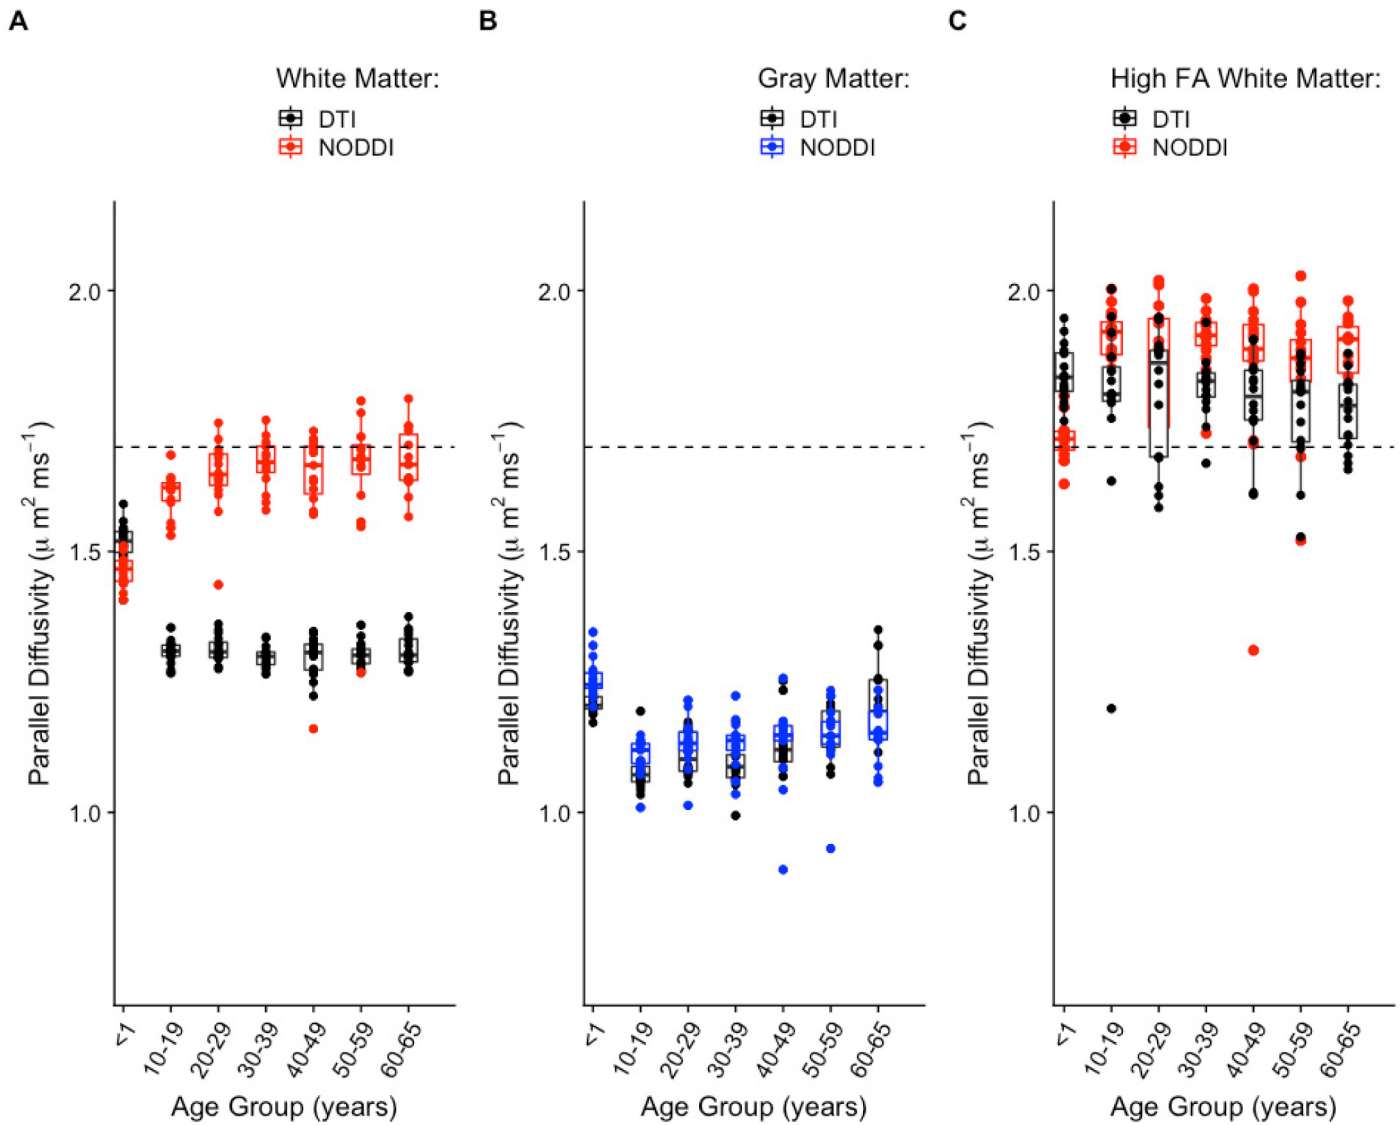 A
White Matter:
DTI
NODDI
2.0
1.5
1.0
Parallel Diffusivity (μ m² ms⁻¹)
<1
10-19
20-29
30-39
40-49
50-59
60-65
Age Group (years)
B
Gray Matter:
DTI
NODDI
2.0
1.5
1.0
Parallel Diffusivity (μ m² ms⁻¹)
<1
10-19
20-29
30-39
40-49
50-59
60-65
Age Group (years)
C
High FA White Matter:
DTI
NODDI
2.0
1.5
1.0
Parallel Diffusivity (μ m² ms⁻¹)
<1
10-19
20-29
30-39
40-49
50-59
60-65
Age Group (years)